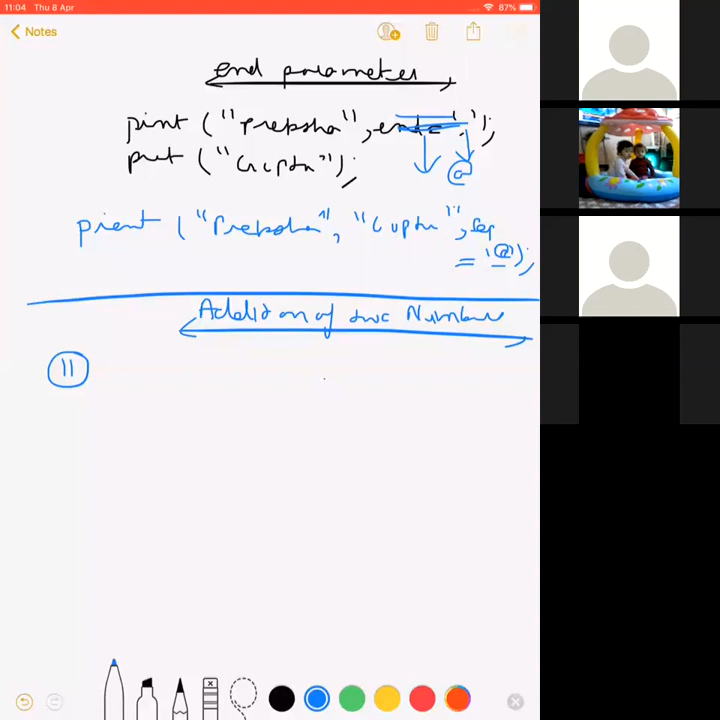 11:04 Thu 8 Apr
87%
Notes
end parameter
print ("Preksha", end = '.');
@
print ("Gupta");
print ("Preksha", "Gupta", sep
= '@');
Addition of two Numbers
11